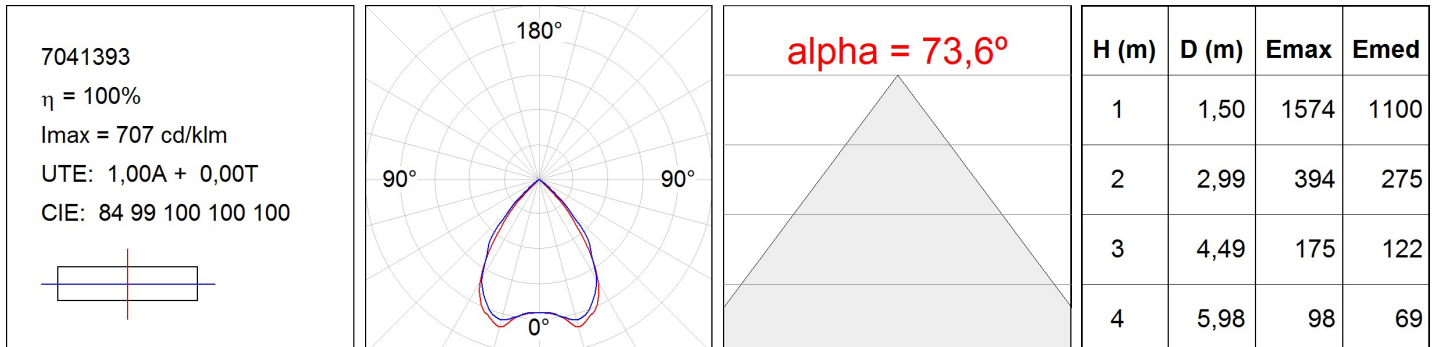 7041393
η = 100%
Imax = 707 cd/klm
UTE:  1,00A +  0,00T
CIE:  84 99 100 100 100
180°
90° 90°
0°
alpha = 73,6º
H (m) D (m) Emax Emed
1 1,50 1574 1100
2 2,99 394 275
3 4,49 175 122
4 5,98 98 69